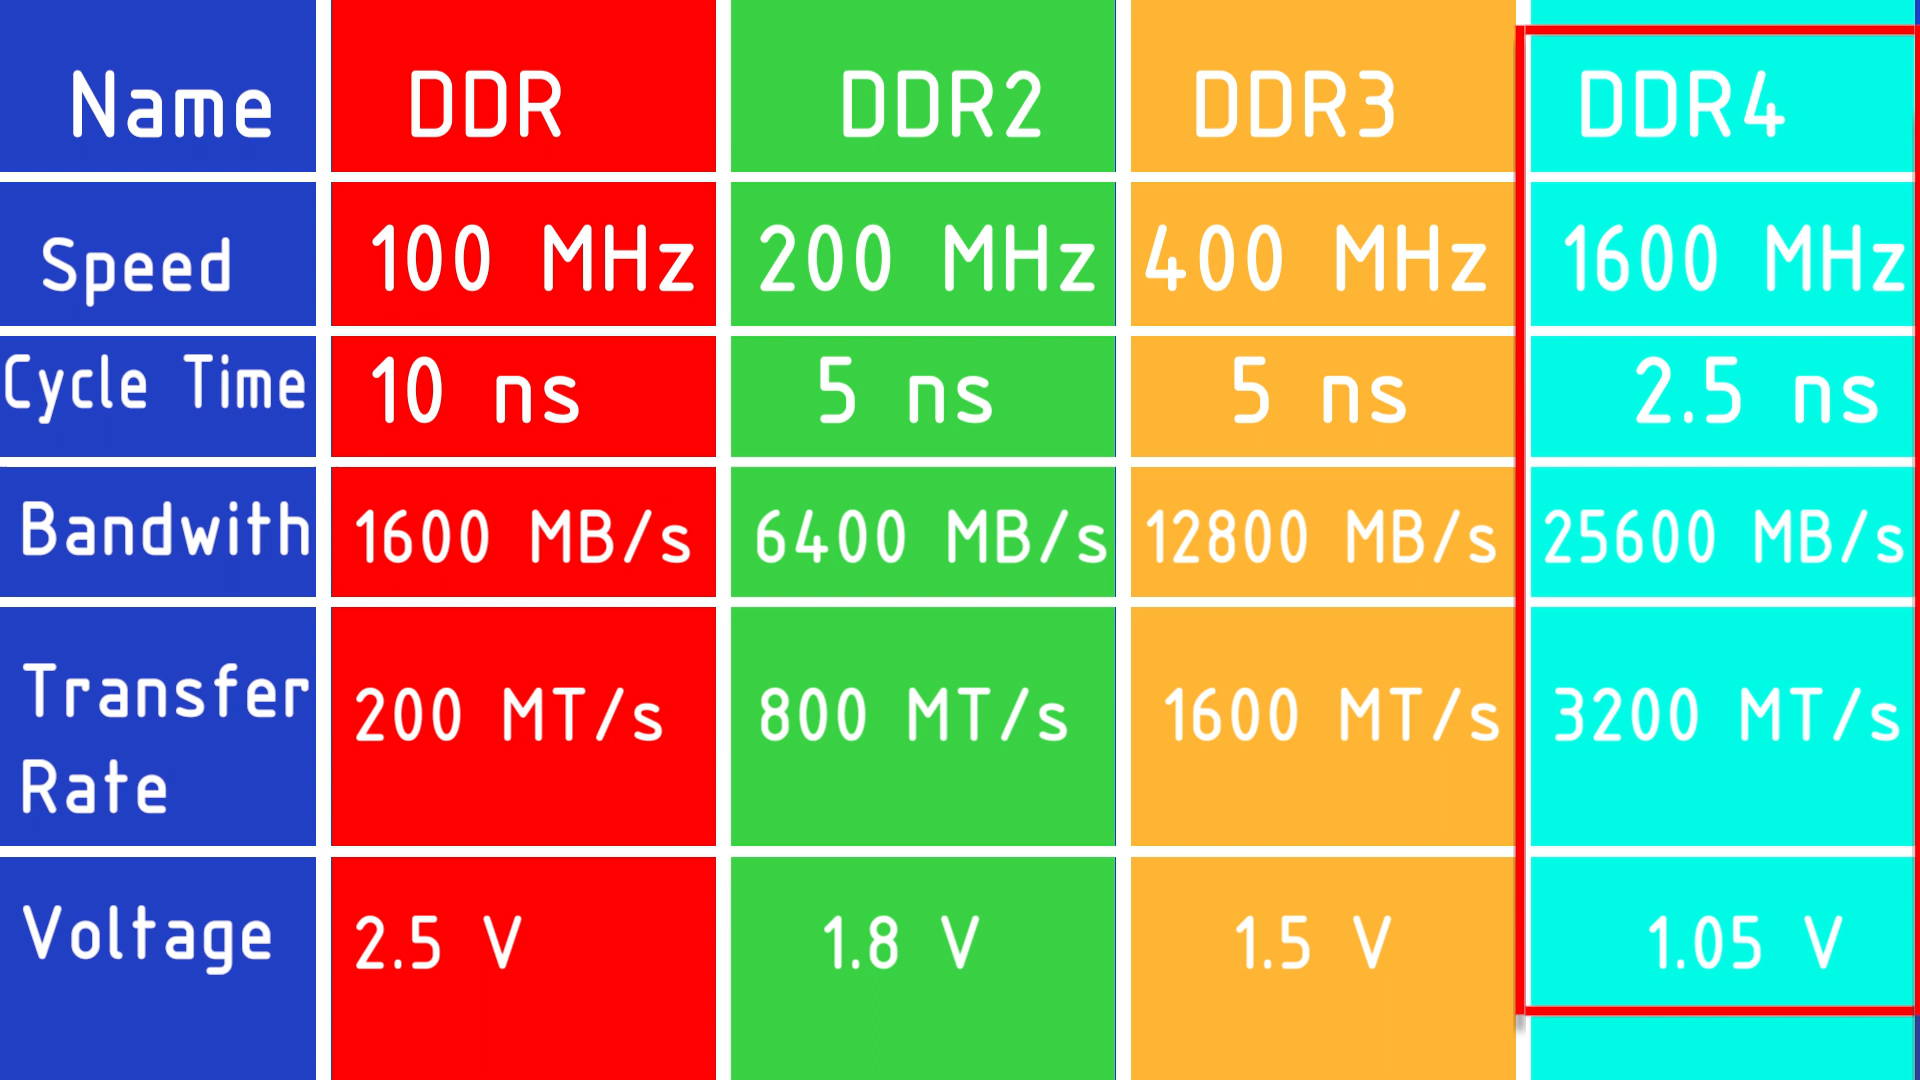 Name DDR DDR2 DDR3 DDR4
Speed 100 MHz 200 MHz 400 MHz 1600 MHz
Cycle Time 10 ns 5 ns 5 ns 2.5 ns
Bandwith 1600 MB/s 6400 MB/s 12800 MB/s 25600 MB/s
Transfer Rate 200 MT/s 800 MT/s 1600 MT/s 3200 MT/s
Voltage 2.5 V 1.8 V 1.5 V 1.05 V